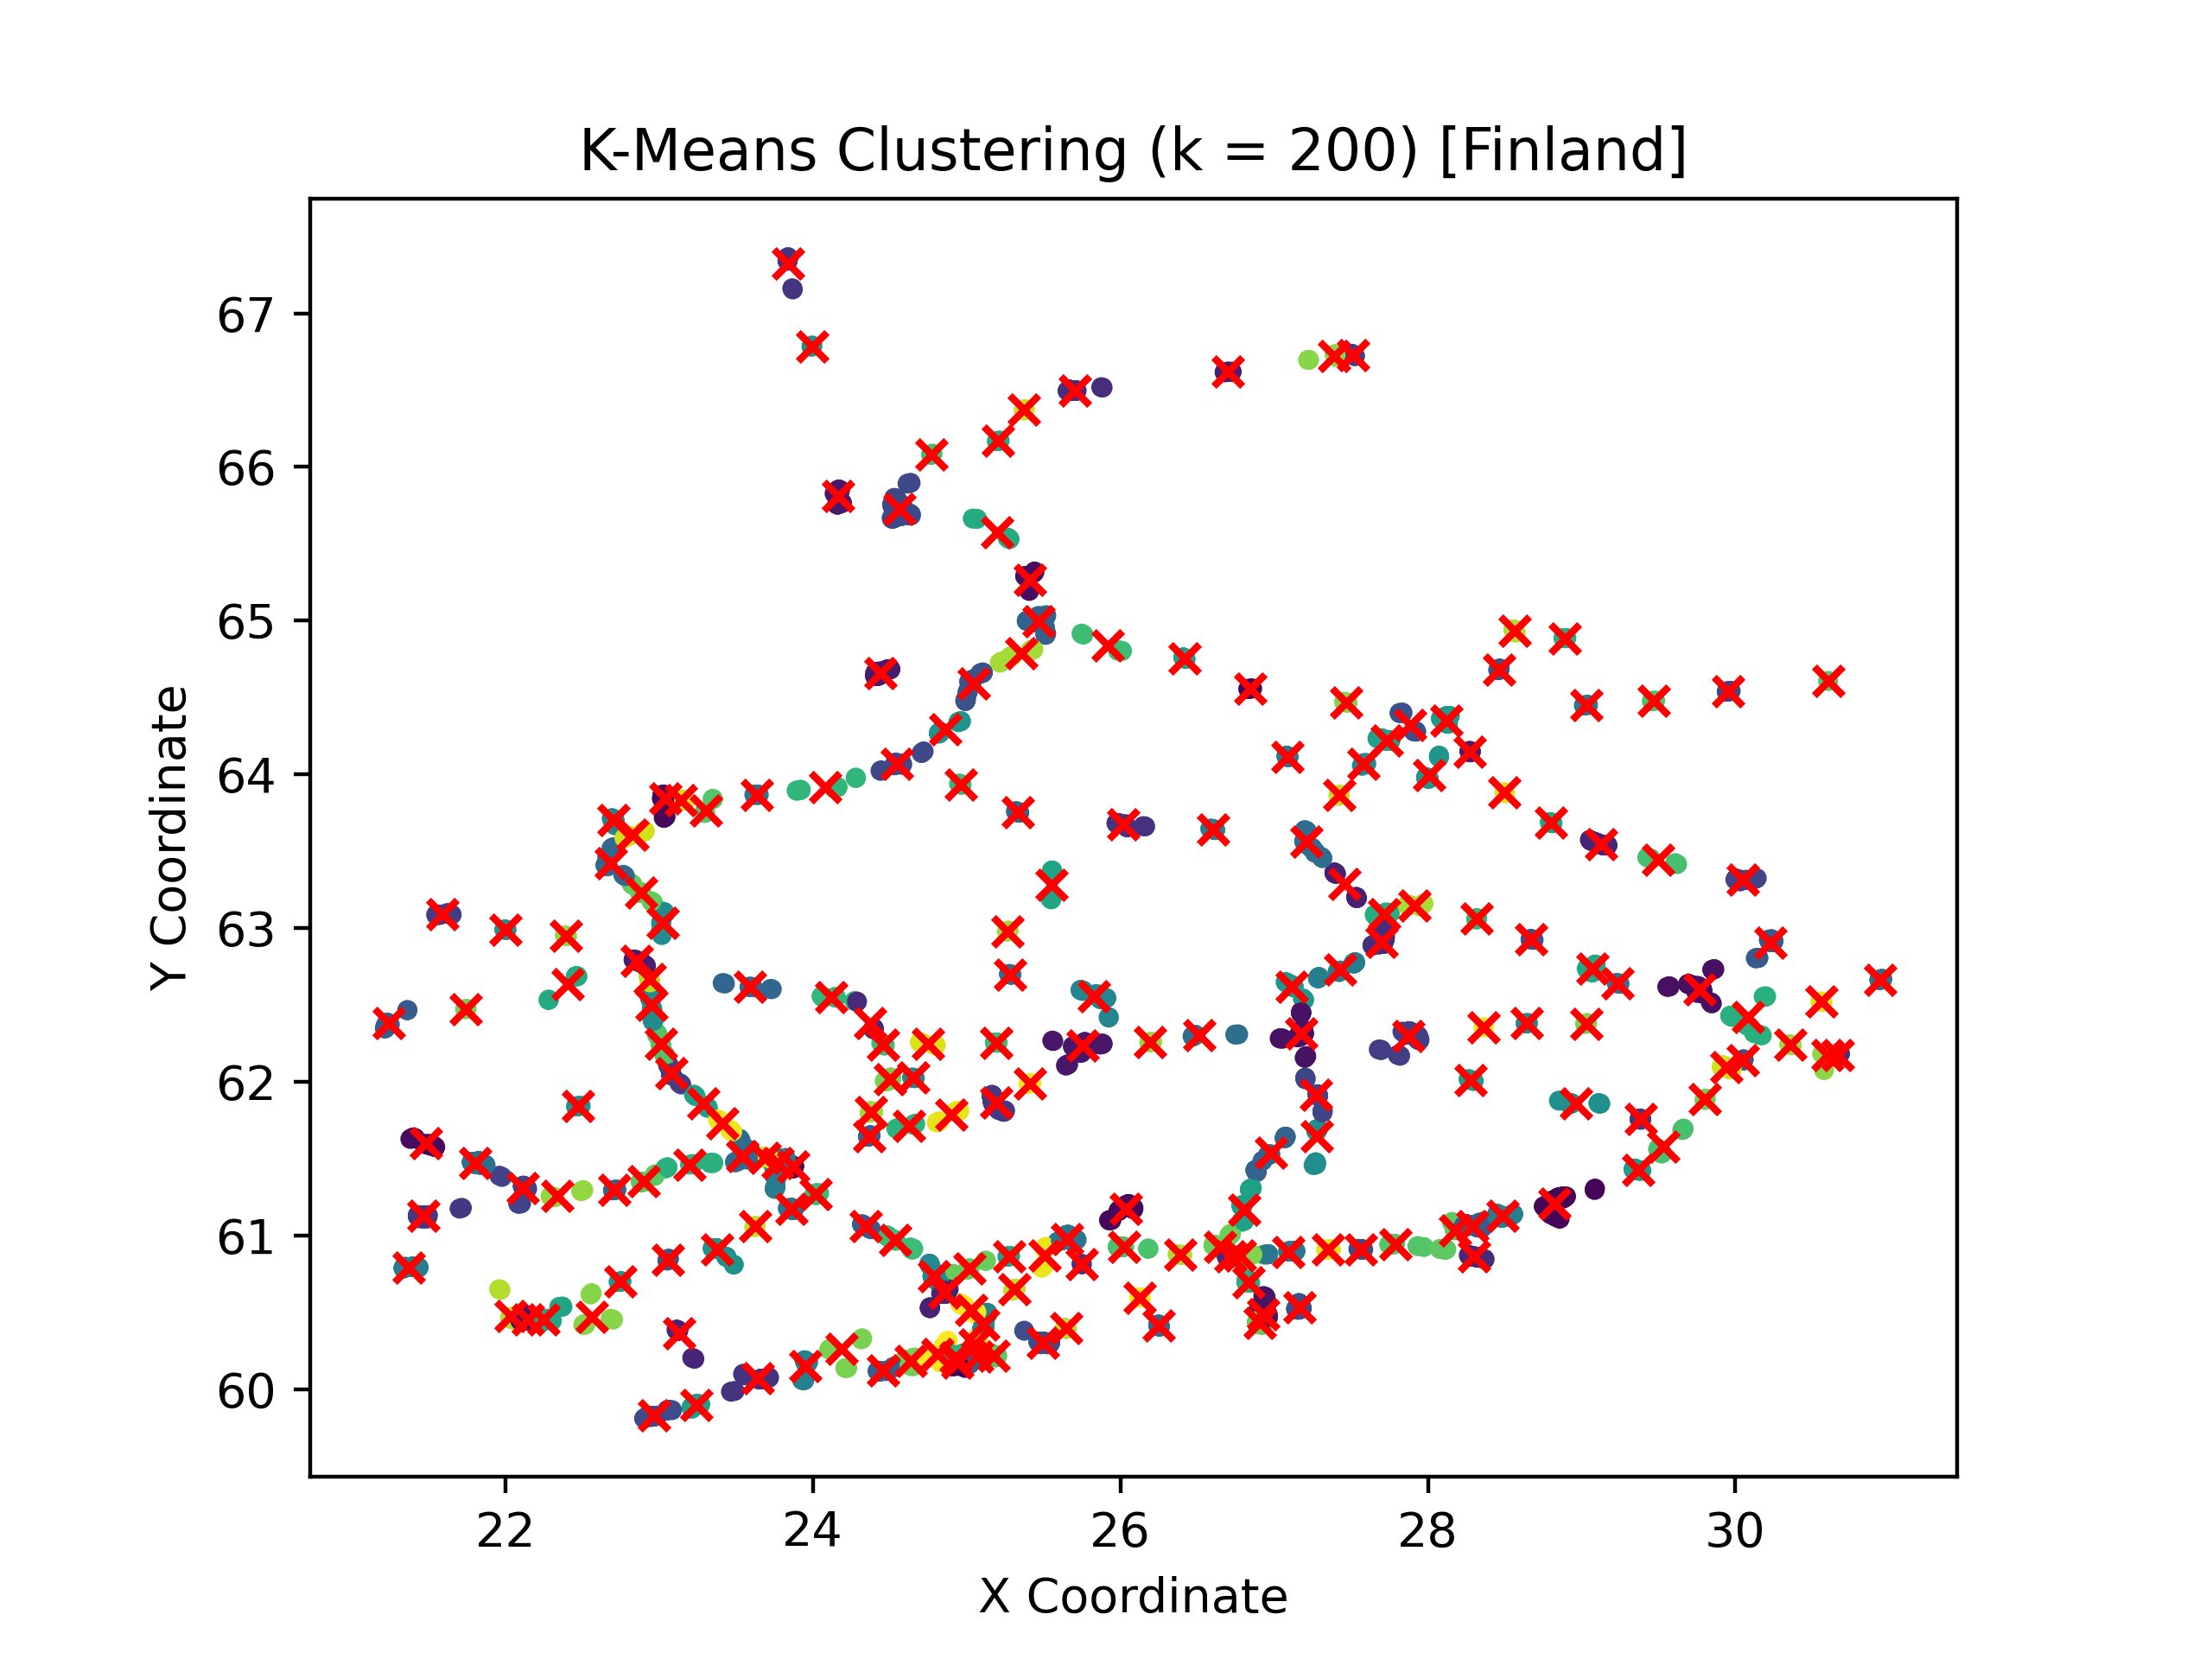 K-Means Clustering (k = 200) [Finland]
67
66
65
64
63
62
61
60
Y Coordinate
22 24 26 28 30
X Coordinate